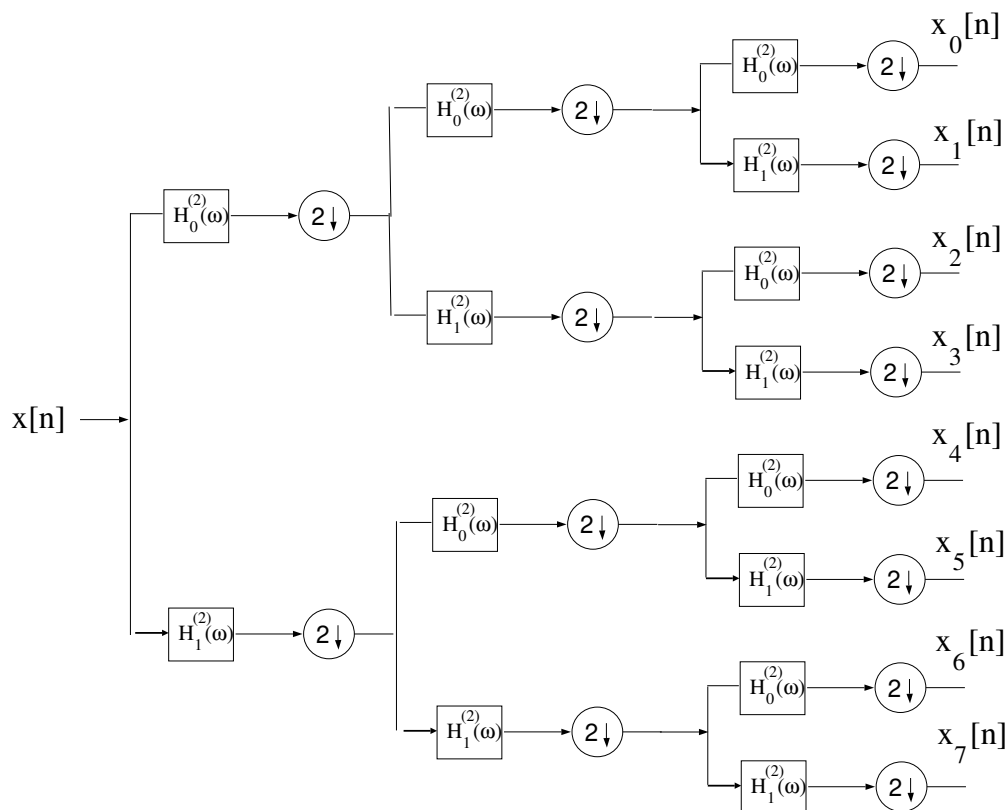 x_0[n]
H_0^{(2)}(ω) 2↓
H_0^{(2)}(ω) 2↓
x_1[n]
H_1^{(2)}(ω) 2↓
H_0^{(2)}(ω) 2↓
x_2[n]
H_0^{(2)}(ω) 2↓
H_1^{(2)}(ω) 2↓
x_3[n]
H_1^{(2)}(ω) 2↓
x[n]
x_4[n]
H_0^{(2)}(ω) 2↓
H_0^{(2)}(ω) 2↓
x_5[n]
H_1^{(2)}(ω) 2↓
H_1^{(2)}(ω) 2↓
x_6[n]
H_0^{(2)}(ω) 2↓
H_1^{(2)}(ω) 2↓
x_7[n]
H_1^{(2)}(ω) 2↓